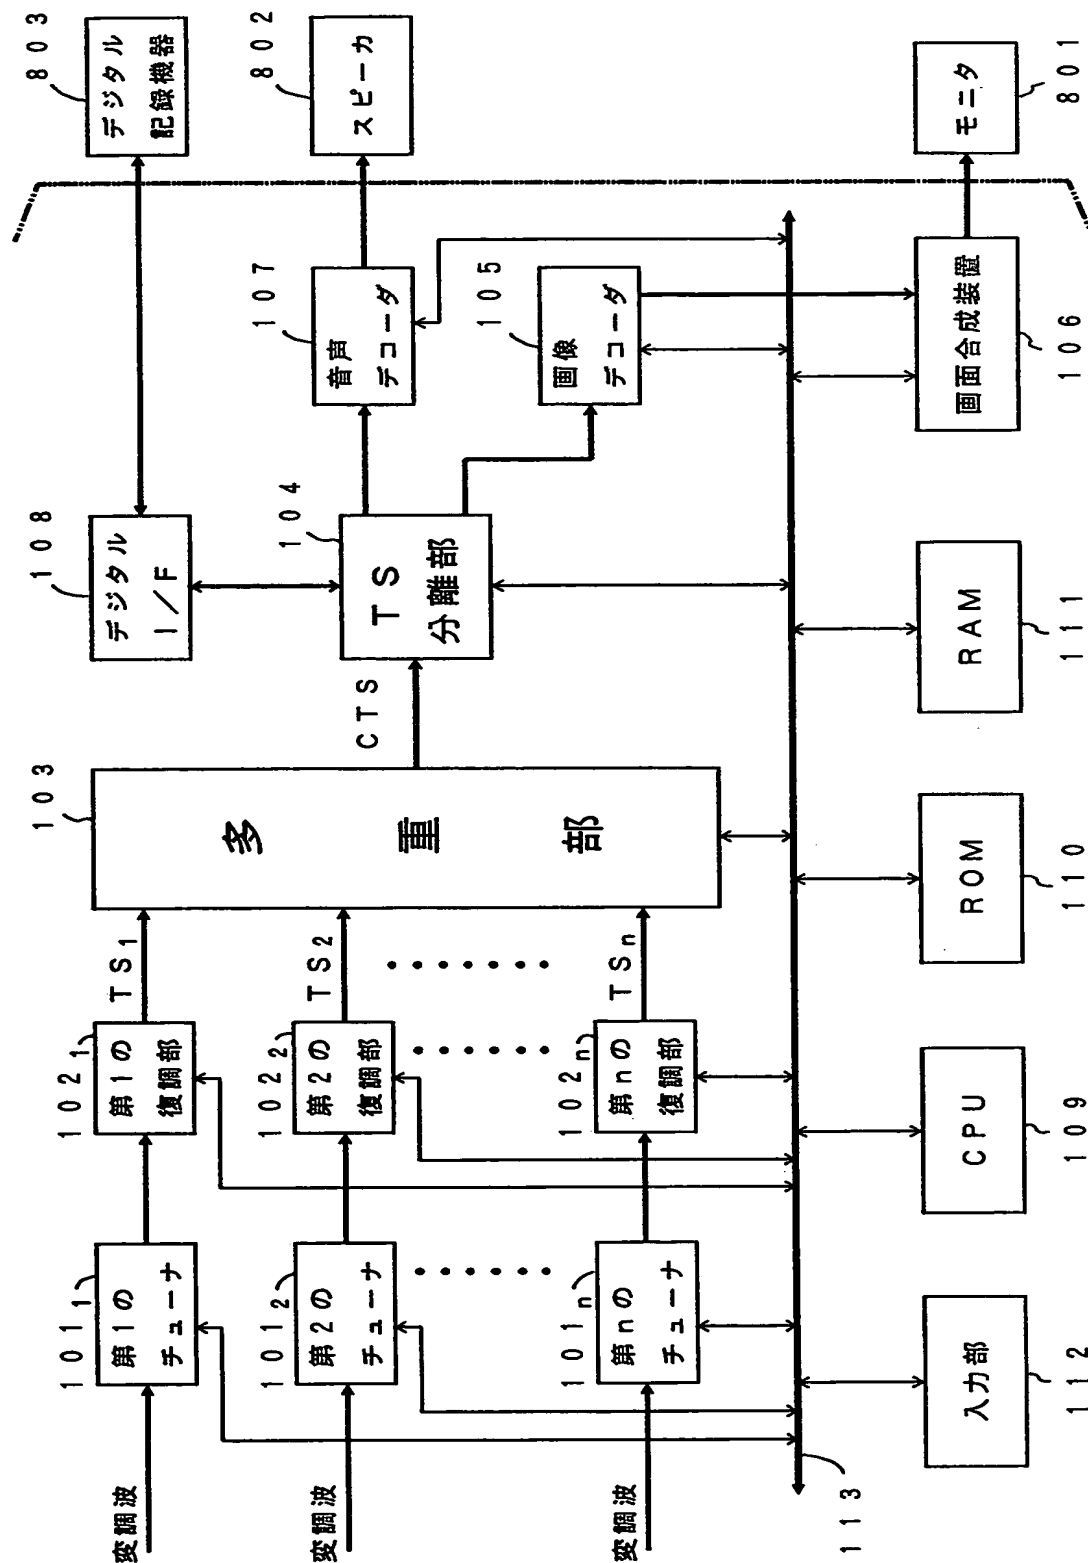 変調波
101₁
第1の
チューナ
102₁
第1の
復調部
TS₁
変調波
101₂
第2の
チューナ
102₂
第2の
復調部
TS₂
変調波
101ₙ
第nの
チューナ
102ₙ
第nの
復調部
TSₙ
103
多重部
CTS
104
TS
分離部
108
デジタル
I/F
803
デジタル
記録機器
107
音声
デコーダ
802
スピーカ
105
画像
デコーダ
113
入力部
112
CPU
109
ROM
110
RAM
111
画面合成装置
106
モニタ
801